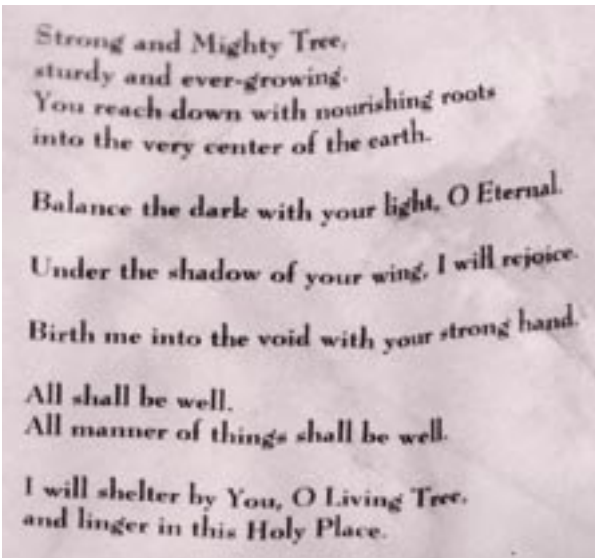 Strong and Mighty Tree,
sturdy and ever-growing.
You reach down with nourishing roots
into the very center of the earth.
Balance the dark with your light, O Eternal.
Under the shadow of your wing, I will rejoice.
Birth me into the void with your strong hand.
All shall be well.
All manner of things shall be well.
I will shelter by You, O Living Tree,
and linger in this Holy Place.